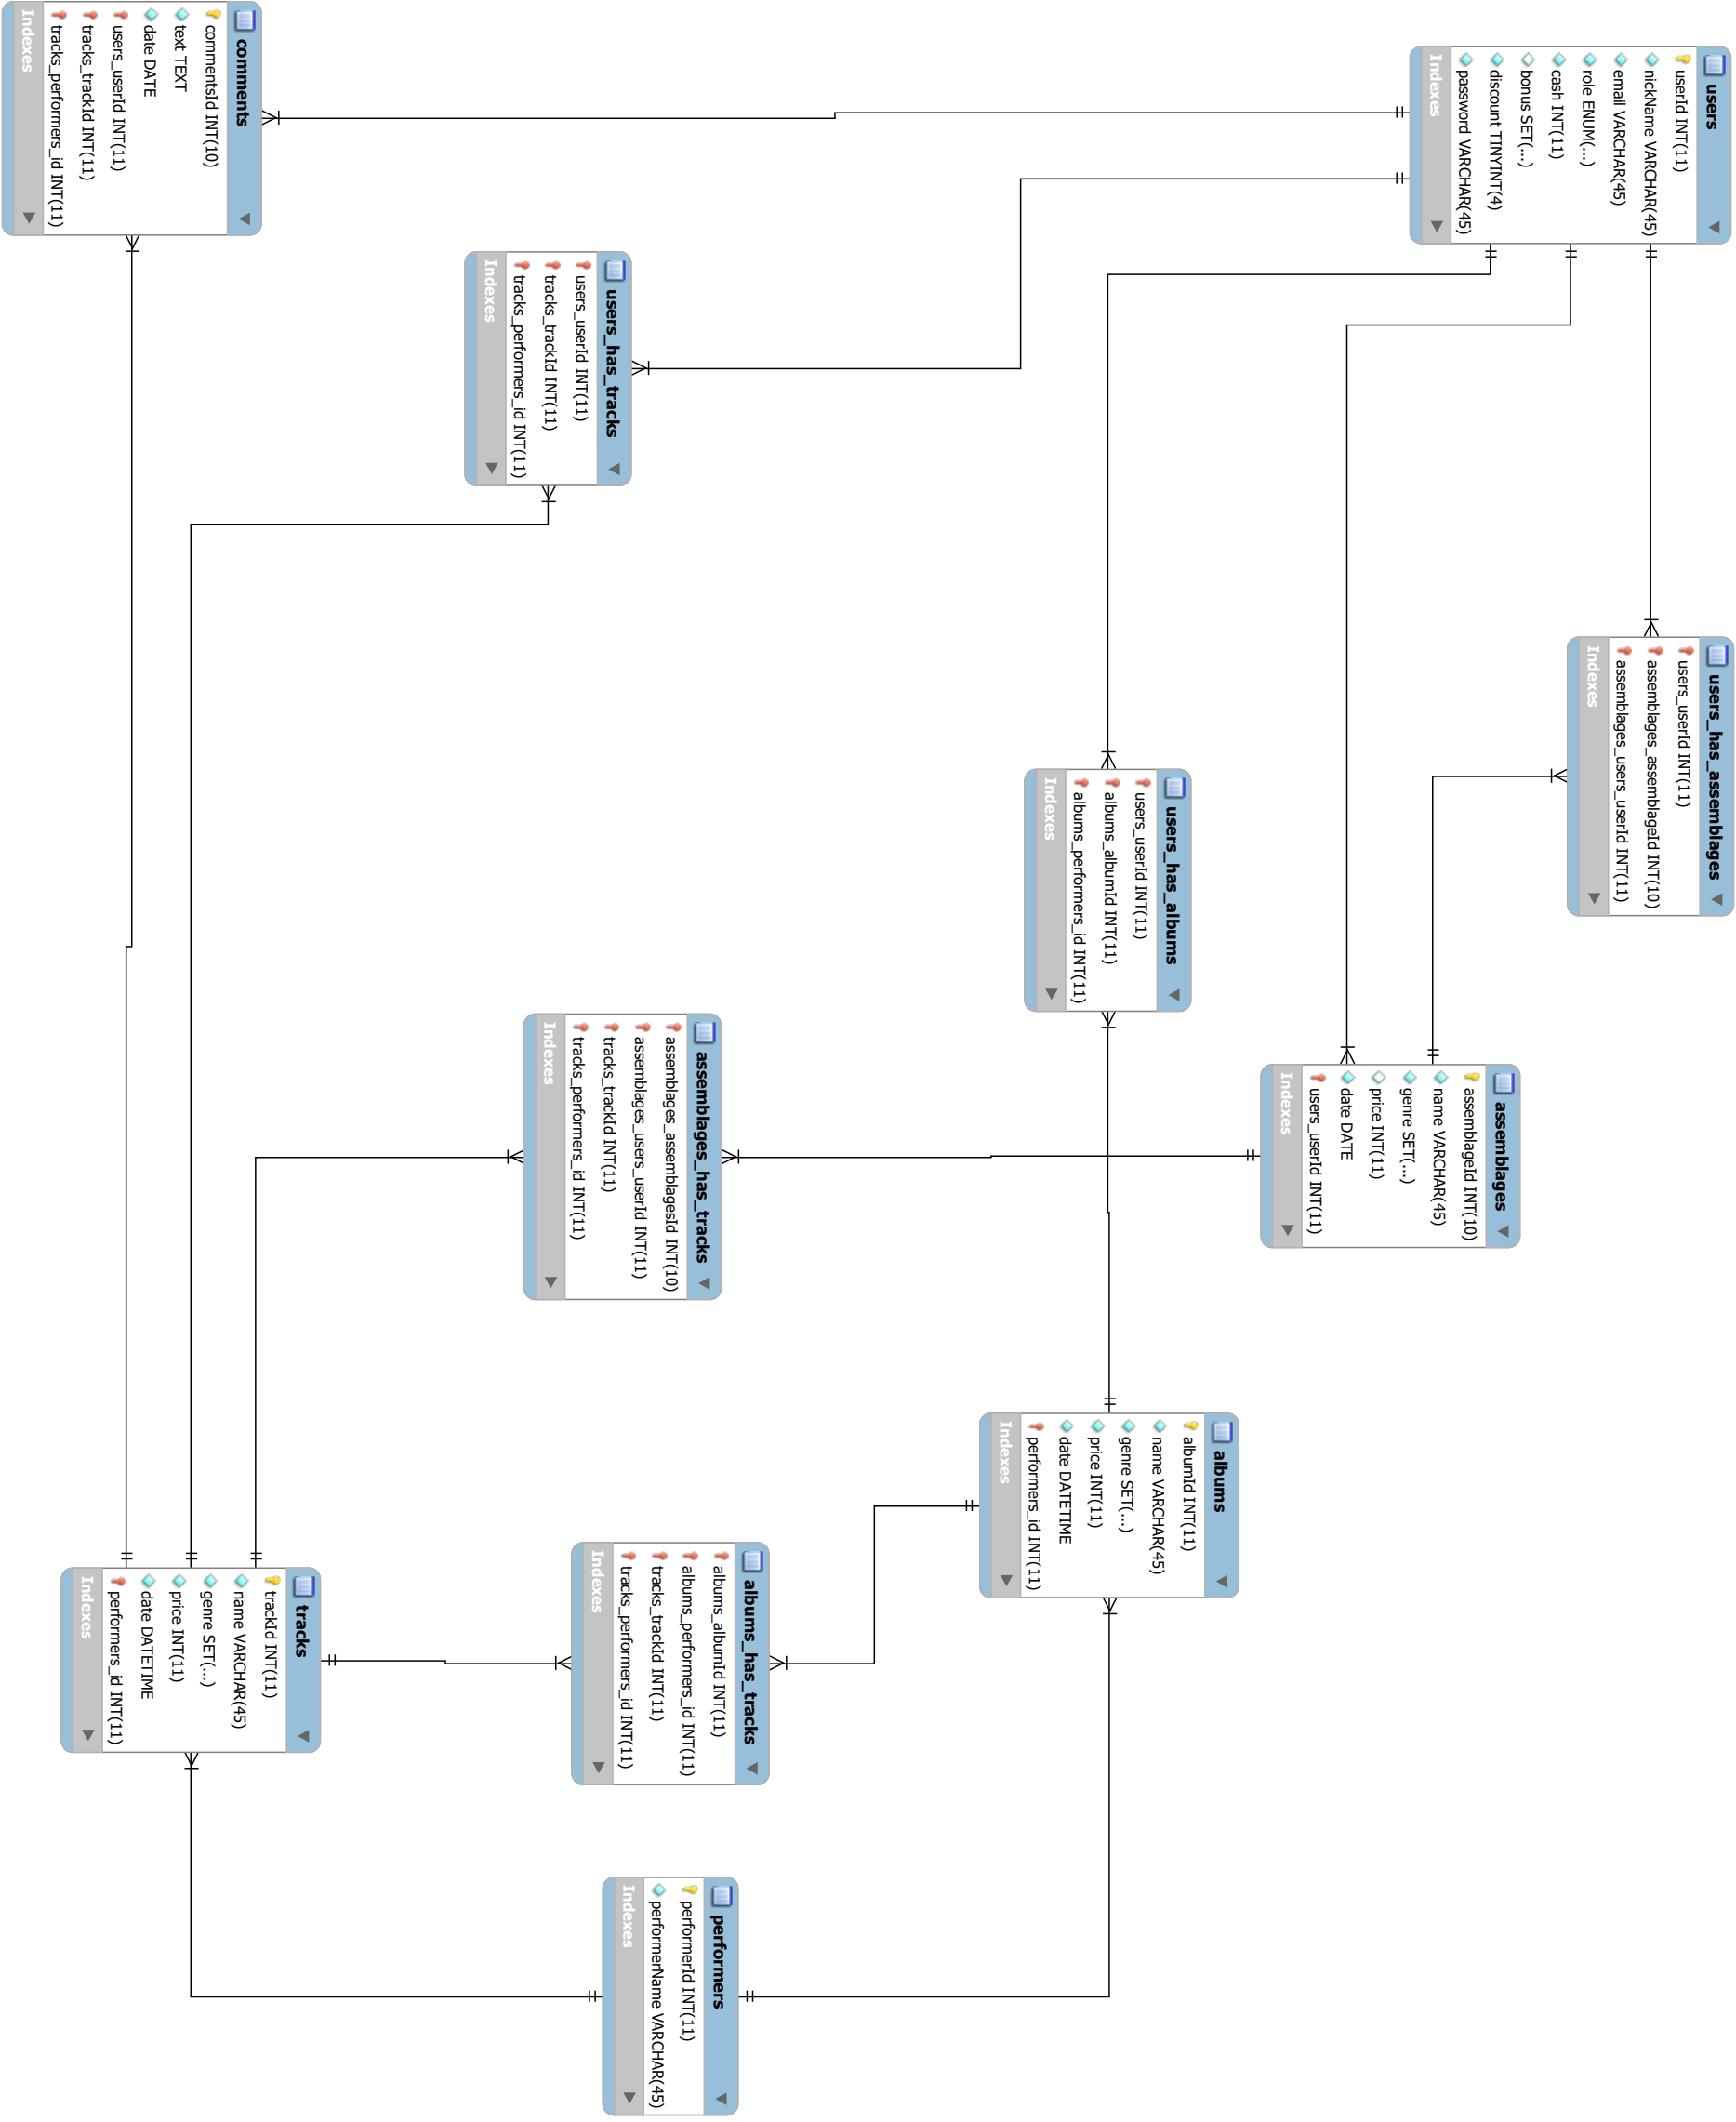 users
userId INT(11)
nickName VARCHAR(45)
email VARCHAR(45)
role ENUM(...)
cash INT(11)
bonus SET(...)
discount TINYINT(4)
password VARCHAR(45)
Indexes
users_has_assemblages
users_userId INT(11)
assemblages_assemblageId INT(10)
assemblages_users_userId INT(11)
Indexes
assemblages
assemblageId INT(10)
name VARCHAR(45)
genre SET(...)
price INT(11)
date DATE
users_userId INT(11)
Indexes
users_has_albums
users_userId INT(11)
albums_albumId INT(11)
albums_performers_id INT(11)
Indexes
albums
albumId INT(11)
name VARCHAR(45)
genre SET(...)
price INT(11)
date DATETIME
performers_id INT(11)
Indexes
users_has_tracks
users_userId INT(11)
tracks_trackId INT(11)
tracks_performers_id INT(11)
Indexes
assemblages_has_tracks
assemblages_assemblagesId INT(10)
assemblages_users_userId INT(11)
tracks_trackId INT(11)
tracks_performers_id INT(11)
Indexes
albums_has_tracks
albums_albumId INT(11)
albums_performers_id INT(11)
tracks_trackId INT(11)
tracks_performers_id INT(11)
Indexes
performers
performerId INT(11)
performerName VARCHAR(45)
Indexes
comments
commentsId INT(10)
text TEXT
date DATE
users_userId INT(11)
tracks_trackId INT(11)
tracks_performers_id INT(11)
Indexes
tracks
trackId INT(11)
name VARCHAR(45)
genre SET(...)
price INT(11)
date DATETIME
performers_id INT(11)
Indexes